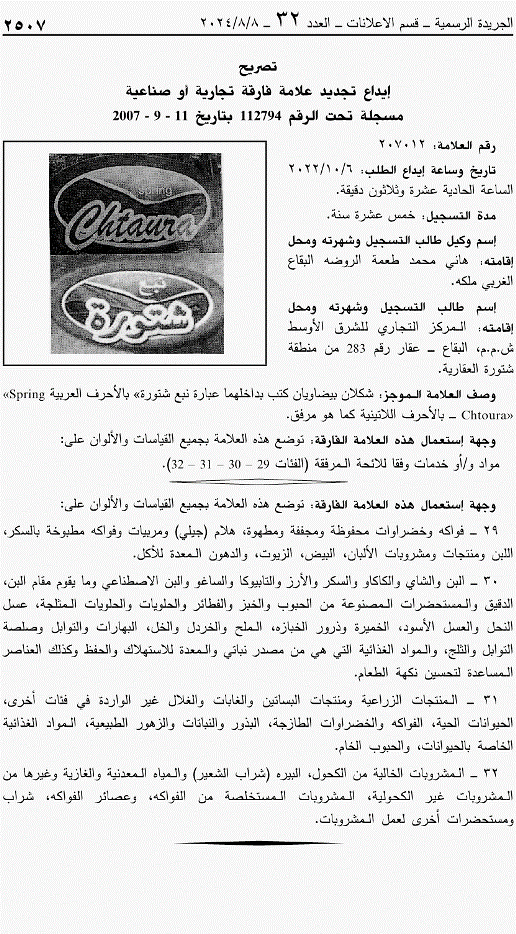 الجريدة الرسمية ــ قسم الاعلانات ــ العدد ٣٢ ــ ٢٠٢٤/٨/٨
٢٥٠٧
تصريح
إيداع تجديد علامة فارقة تجارية أو صناعية
مسجلة تحت الرقم 112794 بتاريخ 11 - 9 - 2007
Spring
Chtaura
نبع
شتورة
رقم العلامة: ٢٠٧٠١٢
تاريخ وساعة إيداع الطلب: ٢٠٢٢/١٠/٦
الساعة الحادية عشرة وثلاثون دقيقة.
مدة التسجيل: خمس عشرة سنة.
إسم وكيل طالب التسجيل وشهرته ومحل
إقامته: هاني محمد طعمة الروضه البقاع
الغربي ملكه.
إسم طالب التسجيل وشهرته ومحل
إقامته: المركز التجاري للشرق الأوسط
ش.م.م، البقاع ــ عقار رقم 283 من منطقة
شتورة العقارية.
وصف العلامة الموجز: شكلان بيضاويان كتب بداخلهما عبارة نبع شتورة» بالأحرف العربية Spring»
«Chtoura ــ بالأحرف اللاتينية كما هو مرفق.
وجهة إستعمال هذه العلامة الفارقة: توضع هذه العلامة بجميع القياسات والألوان على:
مواد و/أو خدمات وفقا للائحة المرفقة (الفئات 29 – 30 – 31 – 32).
وجهة إستعمال هذه العلامة الفارقة: توضع هذه العلامة بجميع القياسات والألوان على:
٢٩ ــ فواكه وخضراوات محفوظة ومجففة ومطهوة، هلام (جيلي) ومربيات وفواكه مطبوخة بالسكر،
اللبن ومنتجات ومشروبات الألبان، البيض، الزيوت، والدهون المعدة للأكل.
٣٠ ــ البن والشاي والكاكاو والسكر والأرز والتابيوكا والساغو والبن الاصطناعي وما يقوم مقام البن،
الدقيق والمستحضرات المصنوعة من الحبوب والخبز والفطائر والحلويات والحلويات المثلجة، عسل
النحل والعسل الأسود، الخميرة وذرور الخبازه، الملح والخردل والخل، البهارات والتوابل وصلصة
التوابل والثلج، والمواد الغذائية التي هي من مصدر نباتي والمعدة للاستهلاك والحفظ وكذلك العناصر
المساعدة لتحسين نكهة الطعام.
٣١ ــ المنتجات الزراعية ومنتجات البساتين والغابات والغلال غير الواردة في فئات أخرى،
الحيوانات الحية، الفواكه والخضراوات الطازجة، البذور والنباتات والزهور الطبيعية، المواد الغذائية
الخاصة بالحيوانات، والحبوب الخام.
٣٢ ــ المشروبات الخالية من الكحول، البيره (شراب الشعير) والمياه المعدنية والغازية وغيرها من
المشروبات غير الكحولية، المشروبات المستخلصة من الفواكه، وعصائر الفواكه، شراب
ومستحضرات أخرى لعمل المشروبات.